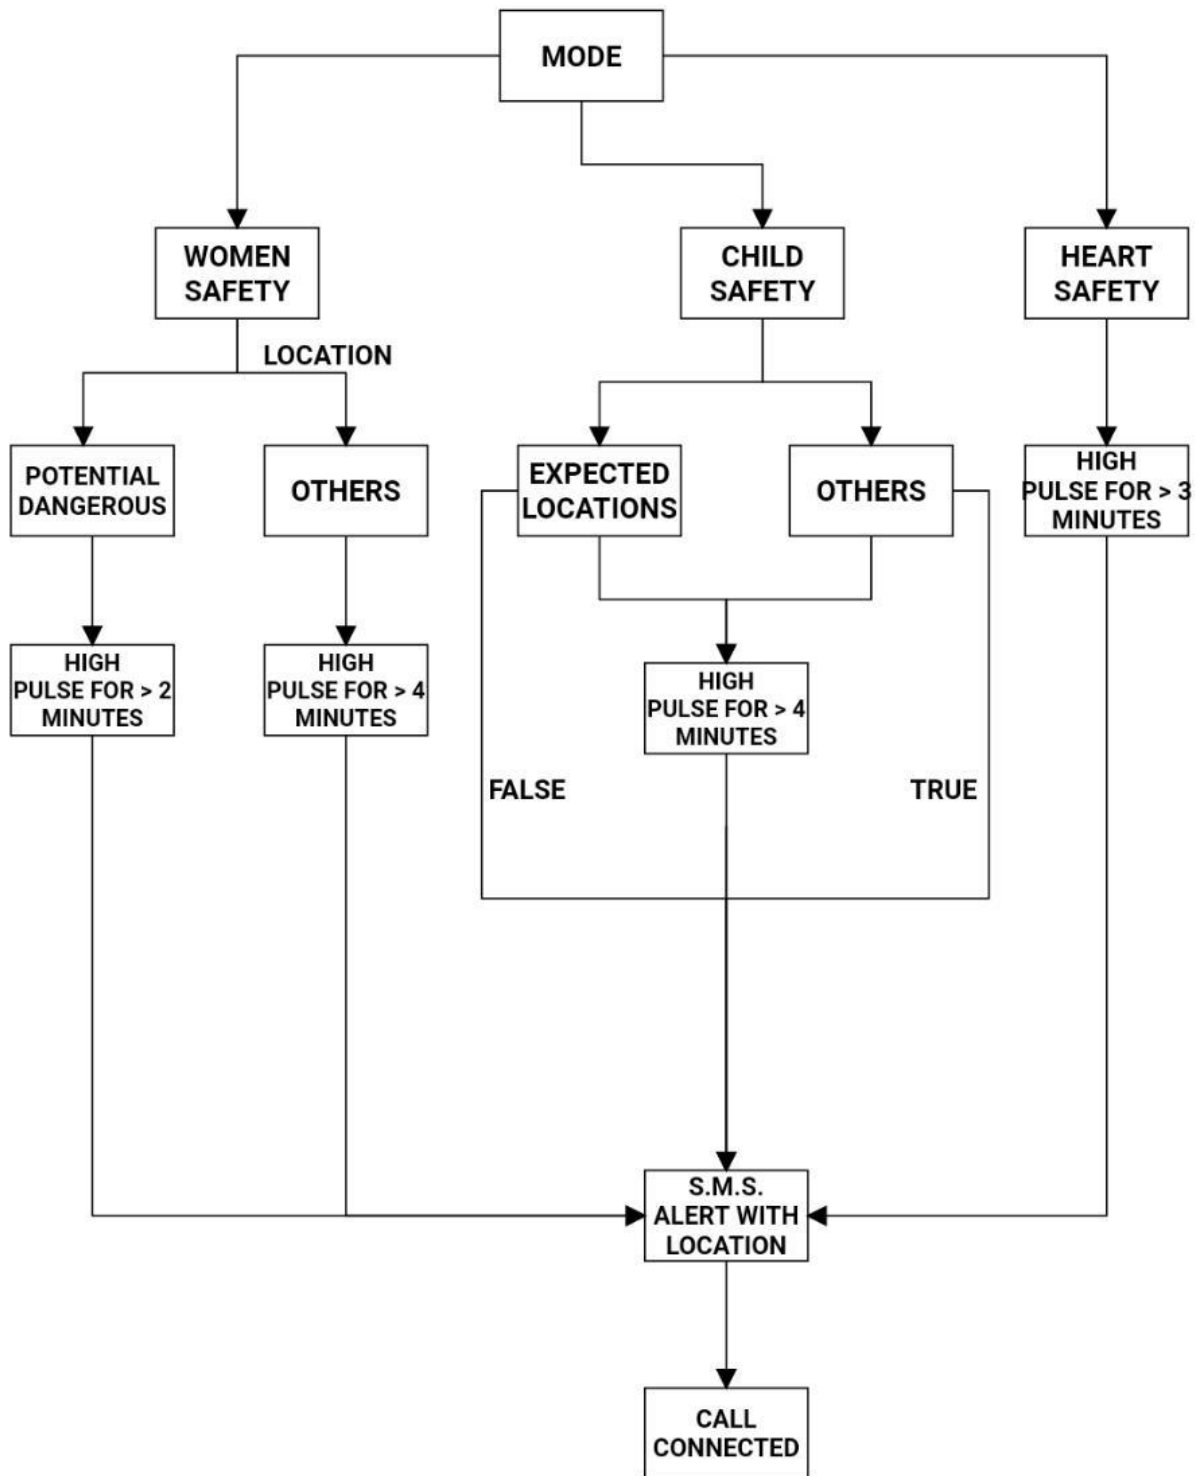 MODE
WOMEN
SAFETY
CHILD
SAFETY
HEART
SAFETY
LOCATION
POTENTIAL
DANGEROUS
OTHERS
EXPECTED
LOCATIONS
OTHERS
HIGH
PULSE FOR > 3
MINUTES
HIGH
PULSE FOR > 2
MINUTES
HIGH
PULSE FOR > 4
MINUTES
HIGH
PULSE FOR > 4
MINUTES
FALSE
TRUE
S.M.S.
ALERT WITH
LOCATION
CALL
CONNECTED